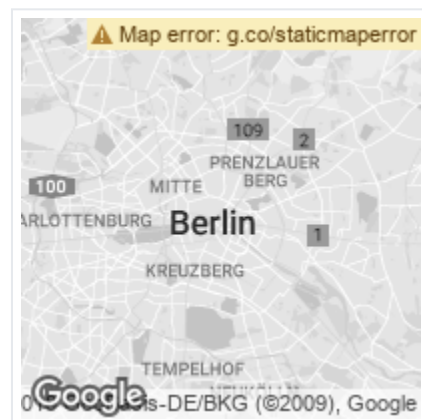 Map error: g.co/staticmaperror
109
2
PRENZLAUER
BERG
100
MITTE
ARLOTTENBURG
Berlin
1
KREUZBERG
TEMPELHOF
Google
-DE/BKG (©2009), Google